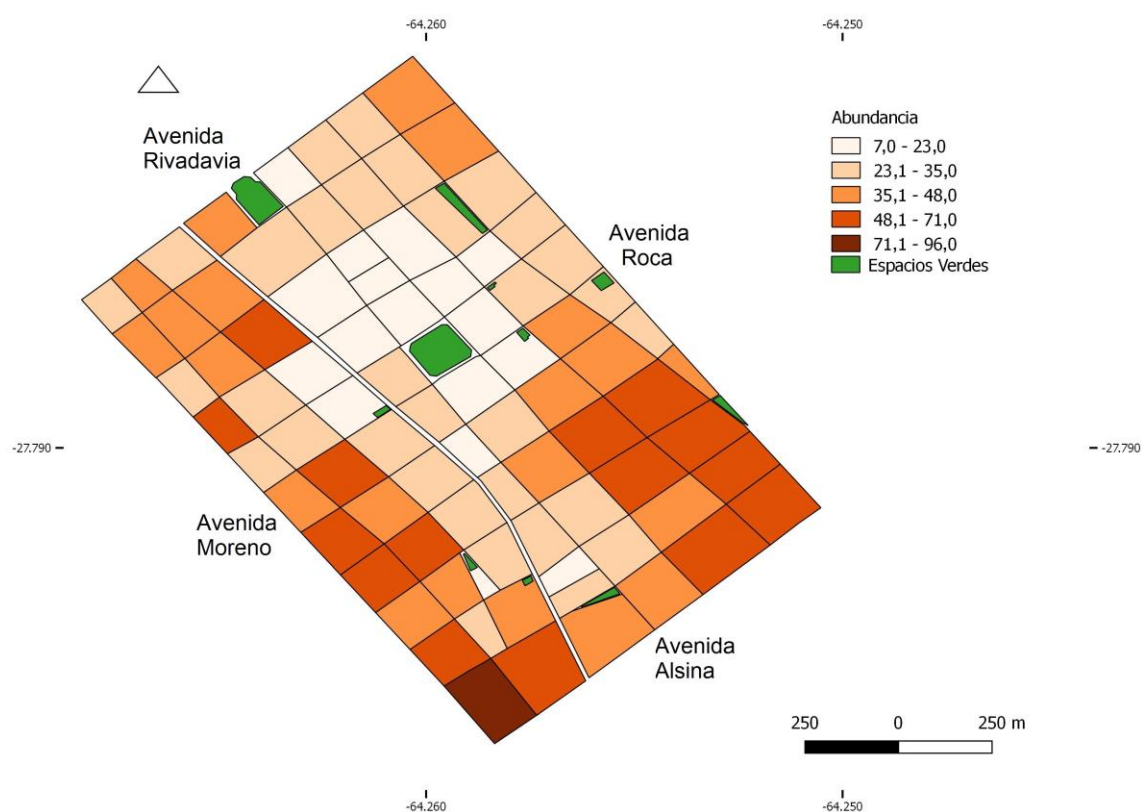 -64.260
-64.250
Avenida
Rivadavia
Abundancia
7,0 - 23,0
23,1 - 35,0
35,1 - 48,0
48,1 - 71,0
71,1 - 96,0
Espacios Verdes
Avenida
Roca
-27.790
-27.790
Avenida
Moreno
Avenida
Alsina
250 0 250 m
-64.260
-64.250